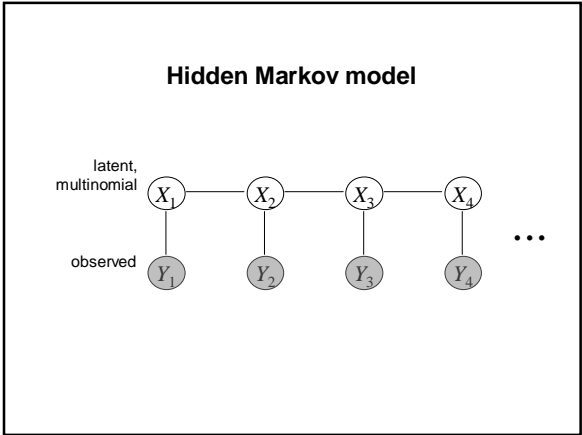 Hidden Markov model
latent,
multinomial
X₁ X₂ X₃ X₄
...
observed
Y₁ Y₂ Y₃ Y₄